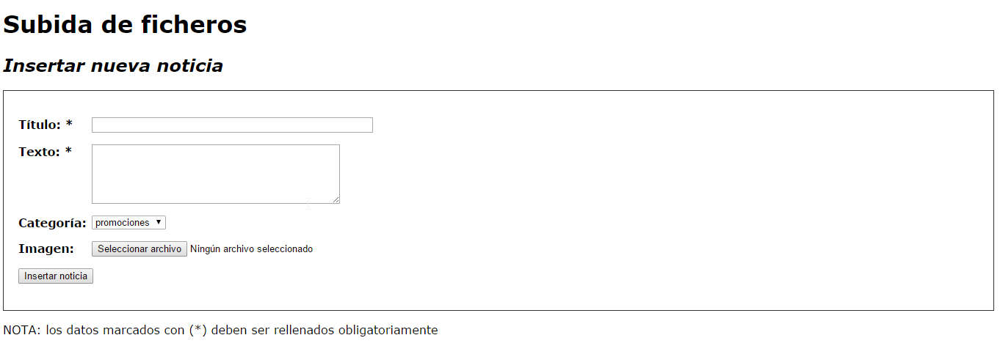 Subida de ficheros
Insertar nueva noticia
Título: *
Texto: *
Categoría: promociones
Imagen: Seleccionar archivo Ningún archivo seleccionado
Insertar noticia
NOTA: los datos marcados con (*) deben ser rellenados obligatoriamente